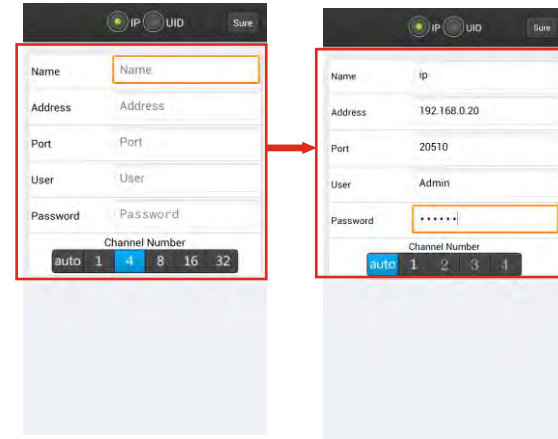 IP UID Sure
Name Name
Address Address
Port Port
User User
Password Password
Channel Number
auto 1 4 8 16 32
IP UID Sure
Name ip
Address 192.168.0.20
Port 20510
User Admin
Password ••••••
Channel Number
auto 1 2 3 4